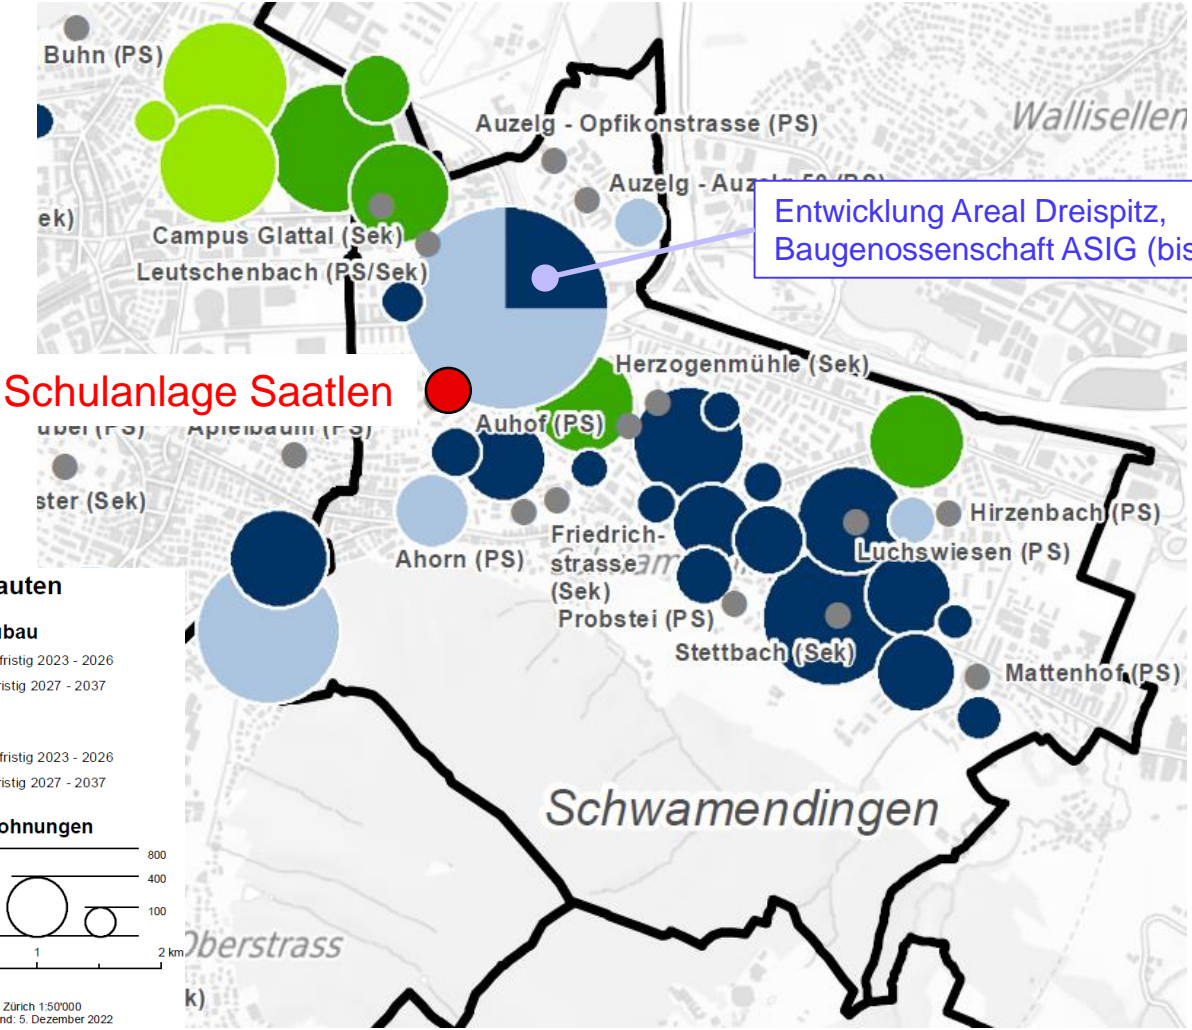 Buhn (PS)
Auzelg - Opfikonstrasse (PS)
Wallisellen
Auzelg - Auz
Entwicklung Areal Dreispitz,
Baugenossenschaft ASIG (bis
ek)
Campus Glattal (Sek)
Leutschenbach (PS/Sek)
Herzogenmühle (Sek)
Schulanlage Saatlen
Auhof (PS)
Apfelbaum (PS)
ster (Sek)
Hirzenbach (PS)
Friedrich-
strasse
(Sek)
Luchswiesen (PS)
Ahorn (PS)
Probstei (PS)
Stettbach (Sek)
Mattenhof (PS)
auten
ubau
fristig 2023 - 2026
ristig 2027 - 2037
fristig 2023 - 2026
ristig 2027 - 2037
ohnungen
800
400
100
1
2 km
Schwamendingen
Oberstrass
k)
Zürich 1:50'000
nd: 5. Dezember 2022